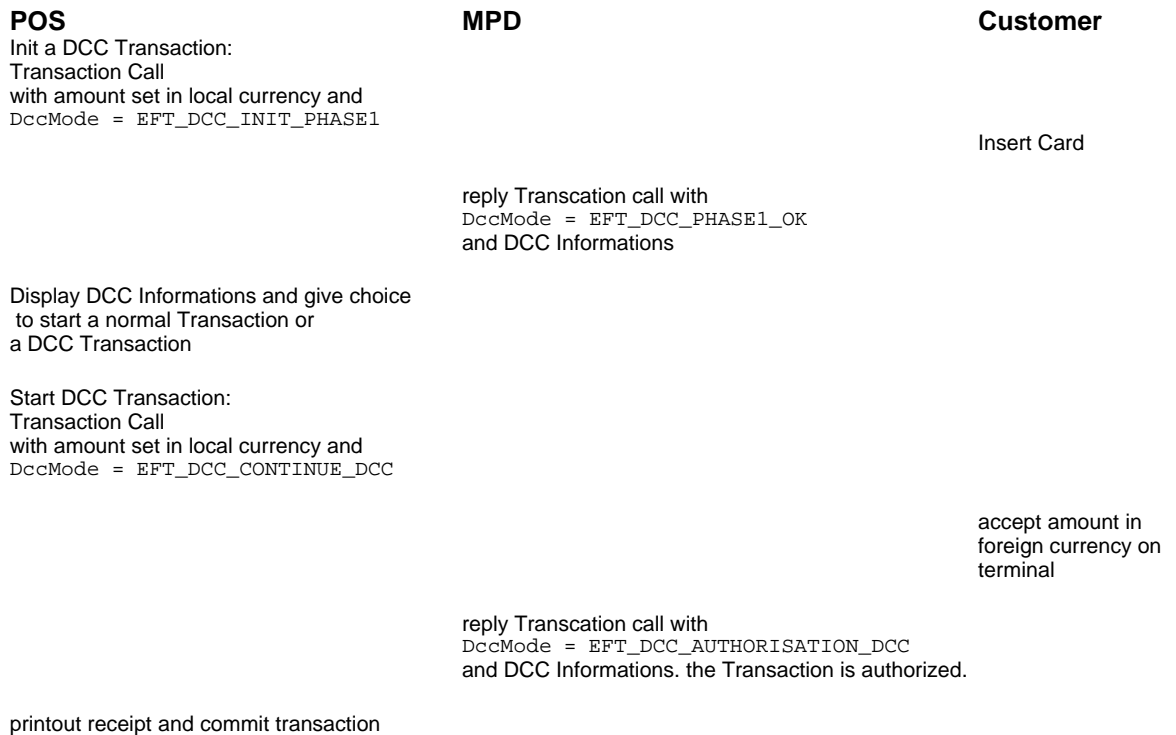 POS MPD Customer
Init a DCC Transaction:
Transaction Call
with amount set in local currency and
DccMode = EFT_DCC_INIT_PHASE1
Insert Card
reply Transcation call with
DccMode = EFT_DCC_PHASE1_OK
and DCC Informations
Display DCC Informations and give choice
to start a normal Transaction or
a DCC Transaction
Start DCC Transaction:
Transaction Call
with amount set in local currency and
DccMode = EFT_DCC_CONTINUE_DCC
accept amount in
foreign currency on
terminal
reply Transcation call with
DccMode = EFT_DCC_AUTHORISATION_DCC
and DCC Informations. the Transaction is authorized.
printout receipt and commit transaction